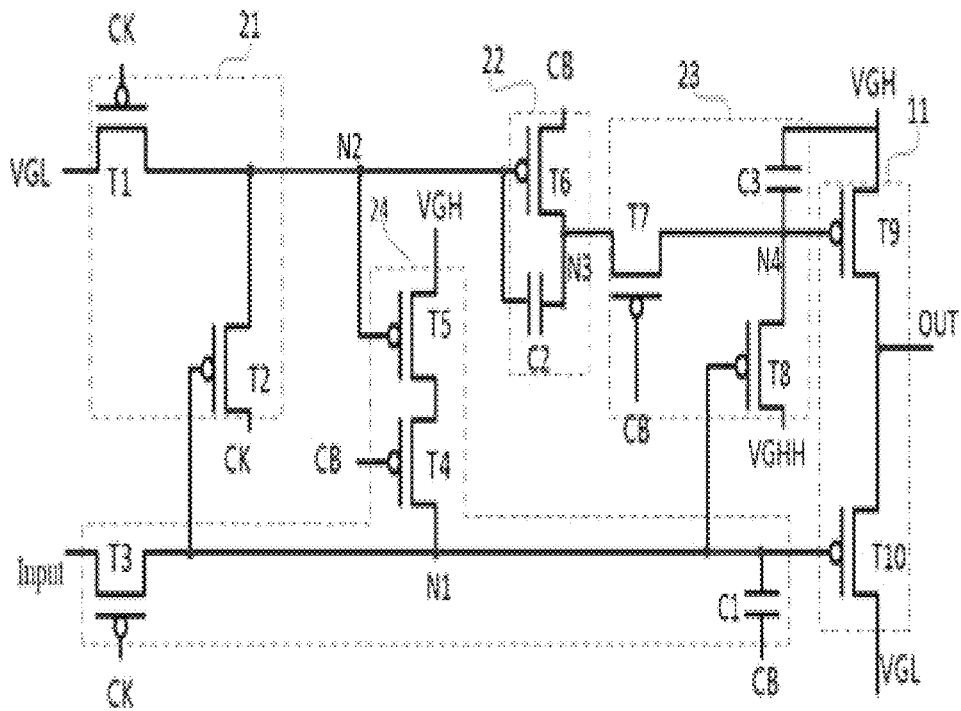 CK
21
22
CB
23
VGH
11
N2
VGL
T1
T6
C3
24
VGH
T7
T9
N3
N4
T5
OUT
C2
T2
T8
CB
CK
CB
T4
VGHH
T3
Input
N1
T10
C1
CK
CB
VGL